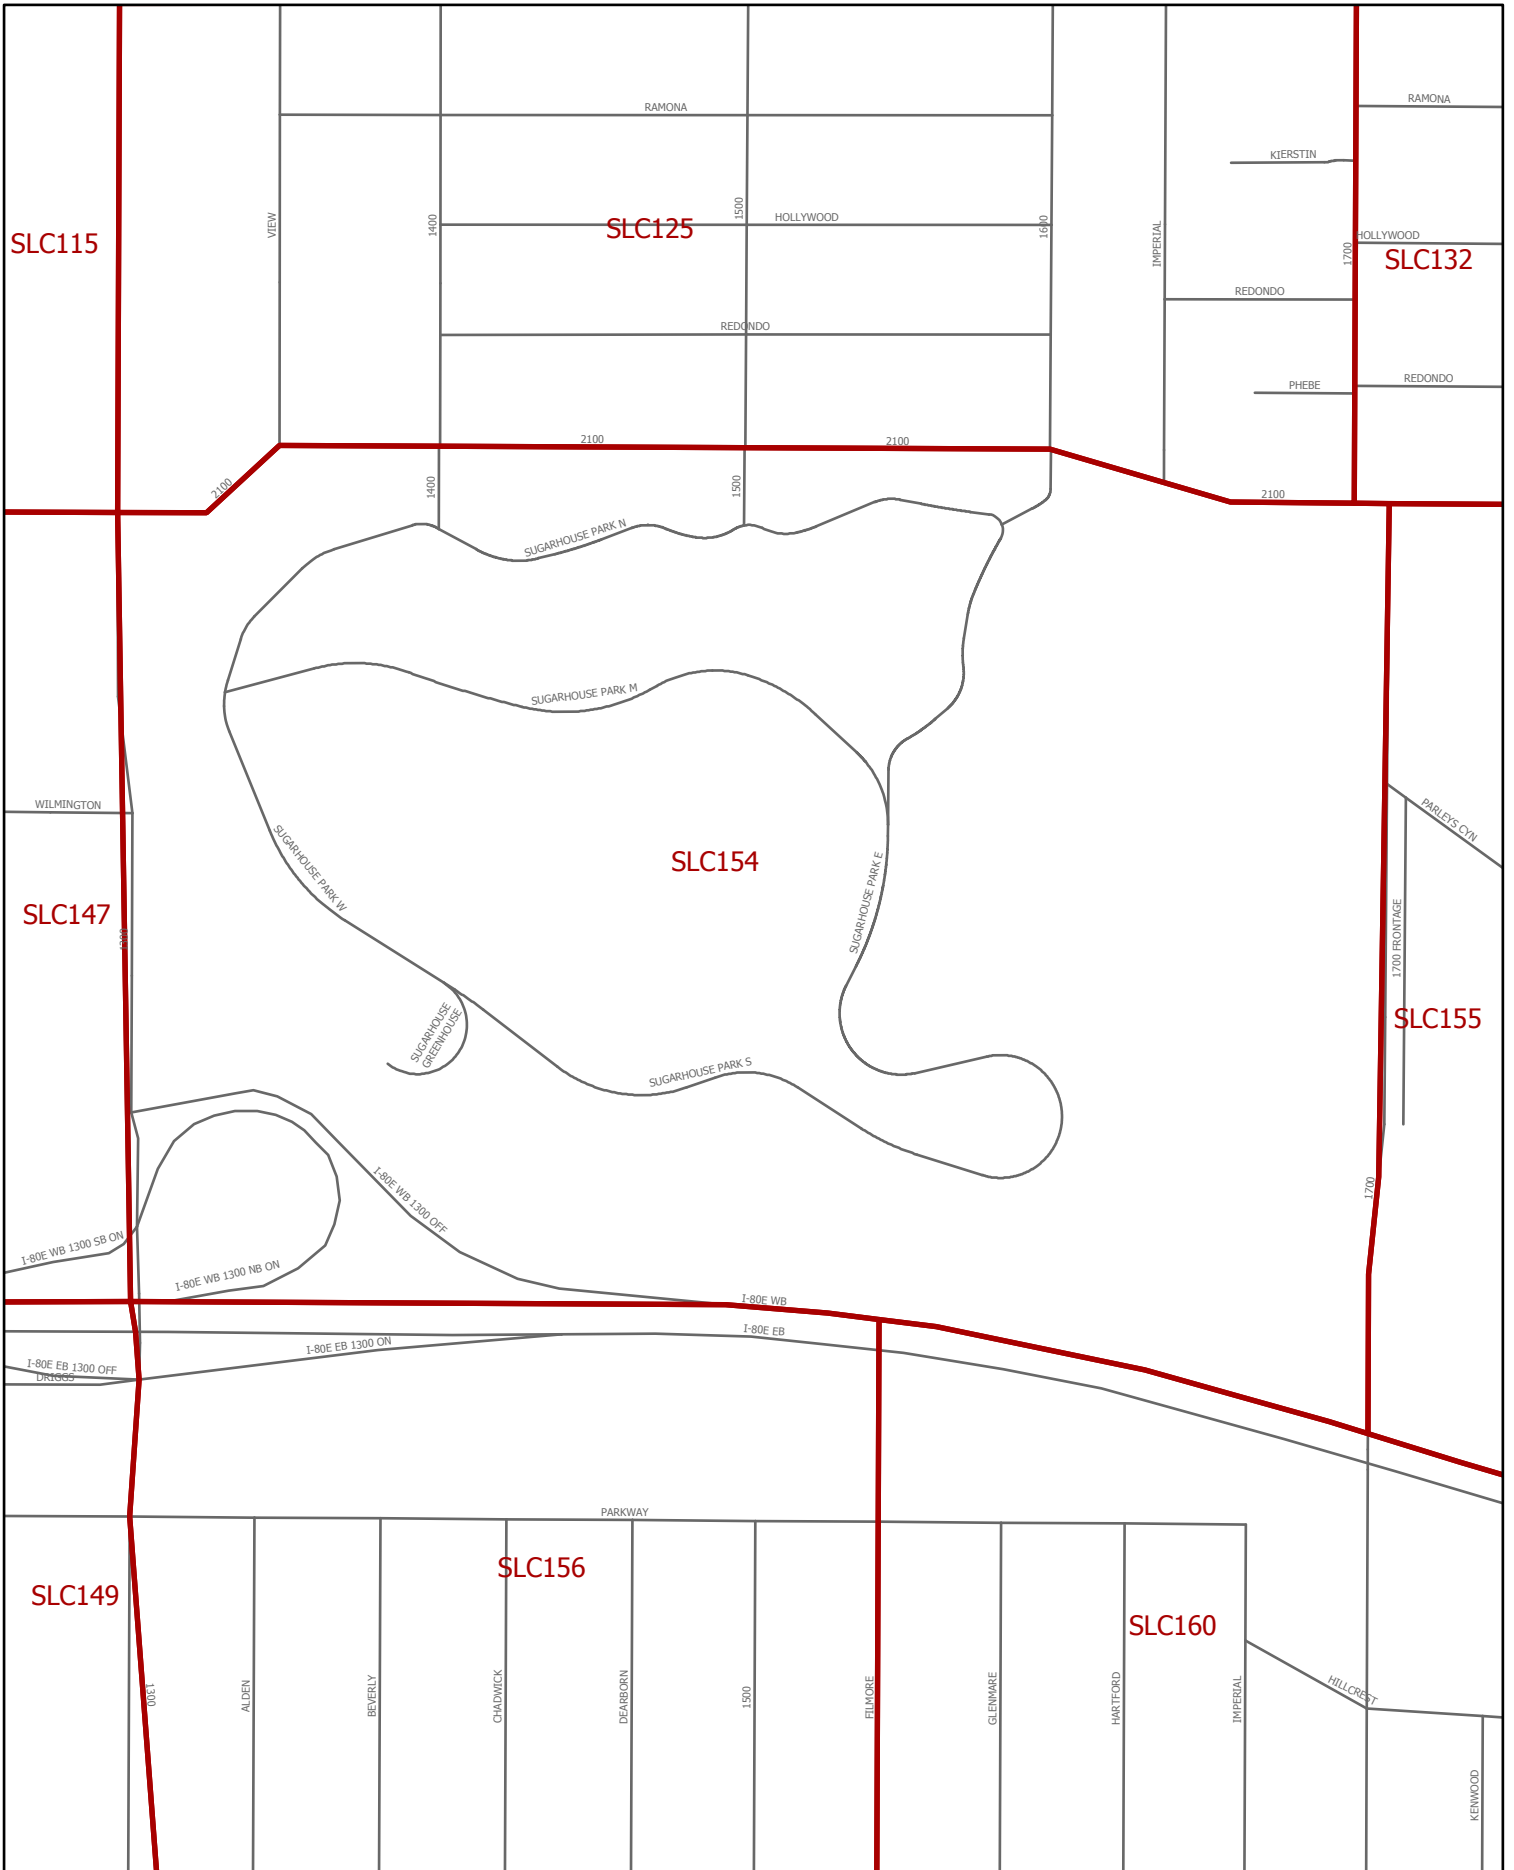 RAMONA
RAMONA
KIERSTIN
VIEW
1400
1500
HOLLYWOOD
1600
IMPERIAL
1700
HOLLYWOOD
SLC115
SLC125
SLC132
REDONDO
REDONDO
PHEBE
REDONDO
2100
2100
2100
2100
1400
1500
SUGARHOUSE PARK N
SUGARHOUSE PARK M
WILMINGTON
PARLEYS CYN
SUGARHOUSE PARK W
SLC154
SUGARHOUSE PARK E
SLC147
1300
1700 FRONTAGE
SLC155
SUGARHOUSE
GREENHOUSE
SUGARHOUSE PARK S
I-80E WB 1300 OFF
1700
I-80E WB 1300 SB ON
I-80E WB 1300 NB ON
I-80E WB
I-80E EB
I-80E EB 1300 ON
I-80E EB 1300 OFF
DRIGGS
PARKWAY
SLC156
SLC149
SLC160
1300
ALDEN
BEVERLY
CHADWICK
DEARBORN
1500
FILMORE
GLENMARE
HARTFORD
IMPERIAL
HILLCREST
KENWOOD